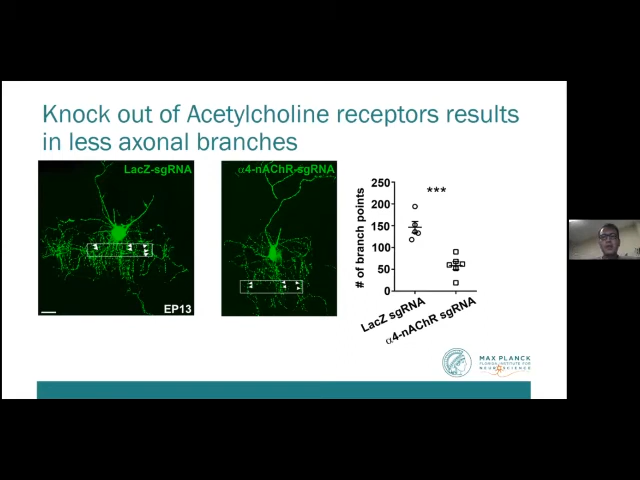 Knock out of Acetylcholine receptors results
in less axonal branches
LacZ-sgRNA
α4-nAChR-sgRNA
EP13
# of branch points
250
200
150
100
50
0
***
LacZ sgRNA
α4-nAChR sgRNA
MAX PLANCK
FLORIDA INSTITUTE FOR
NEUROSCIENCE